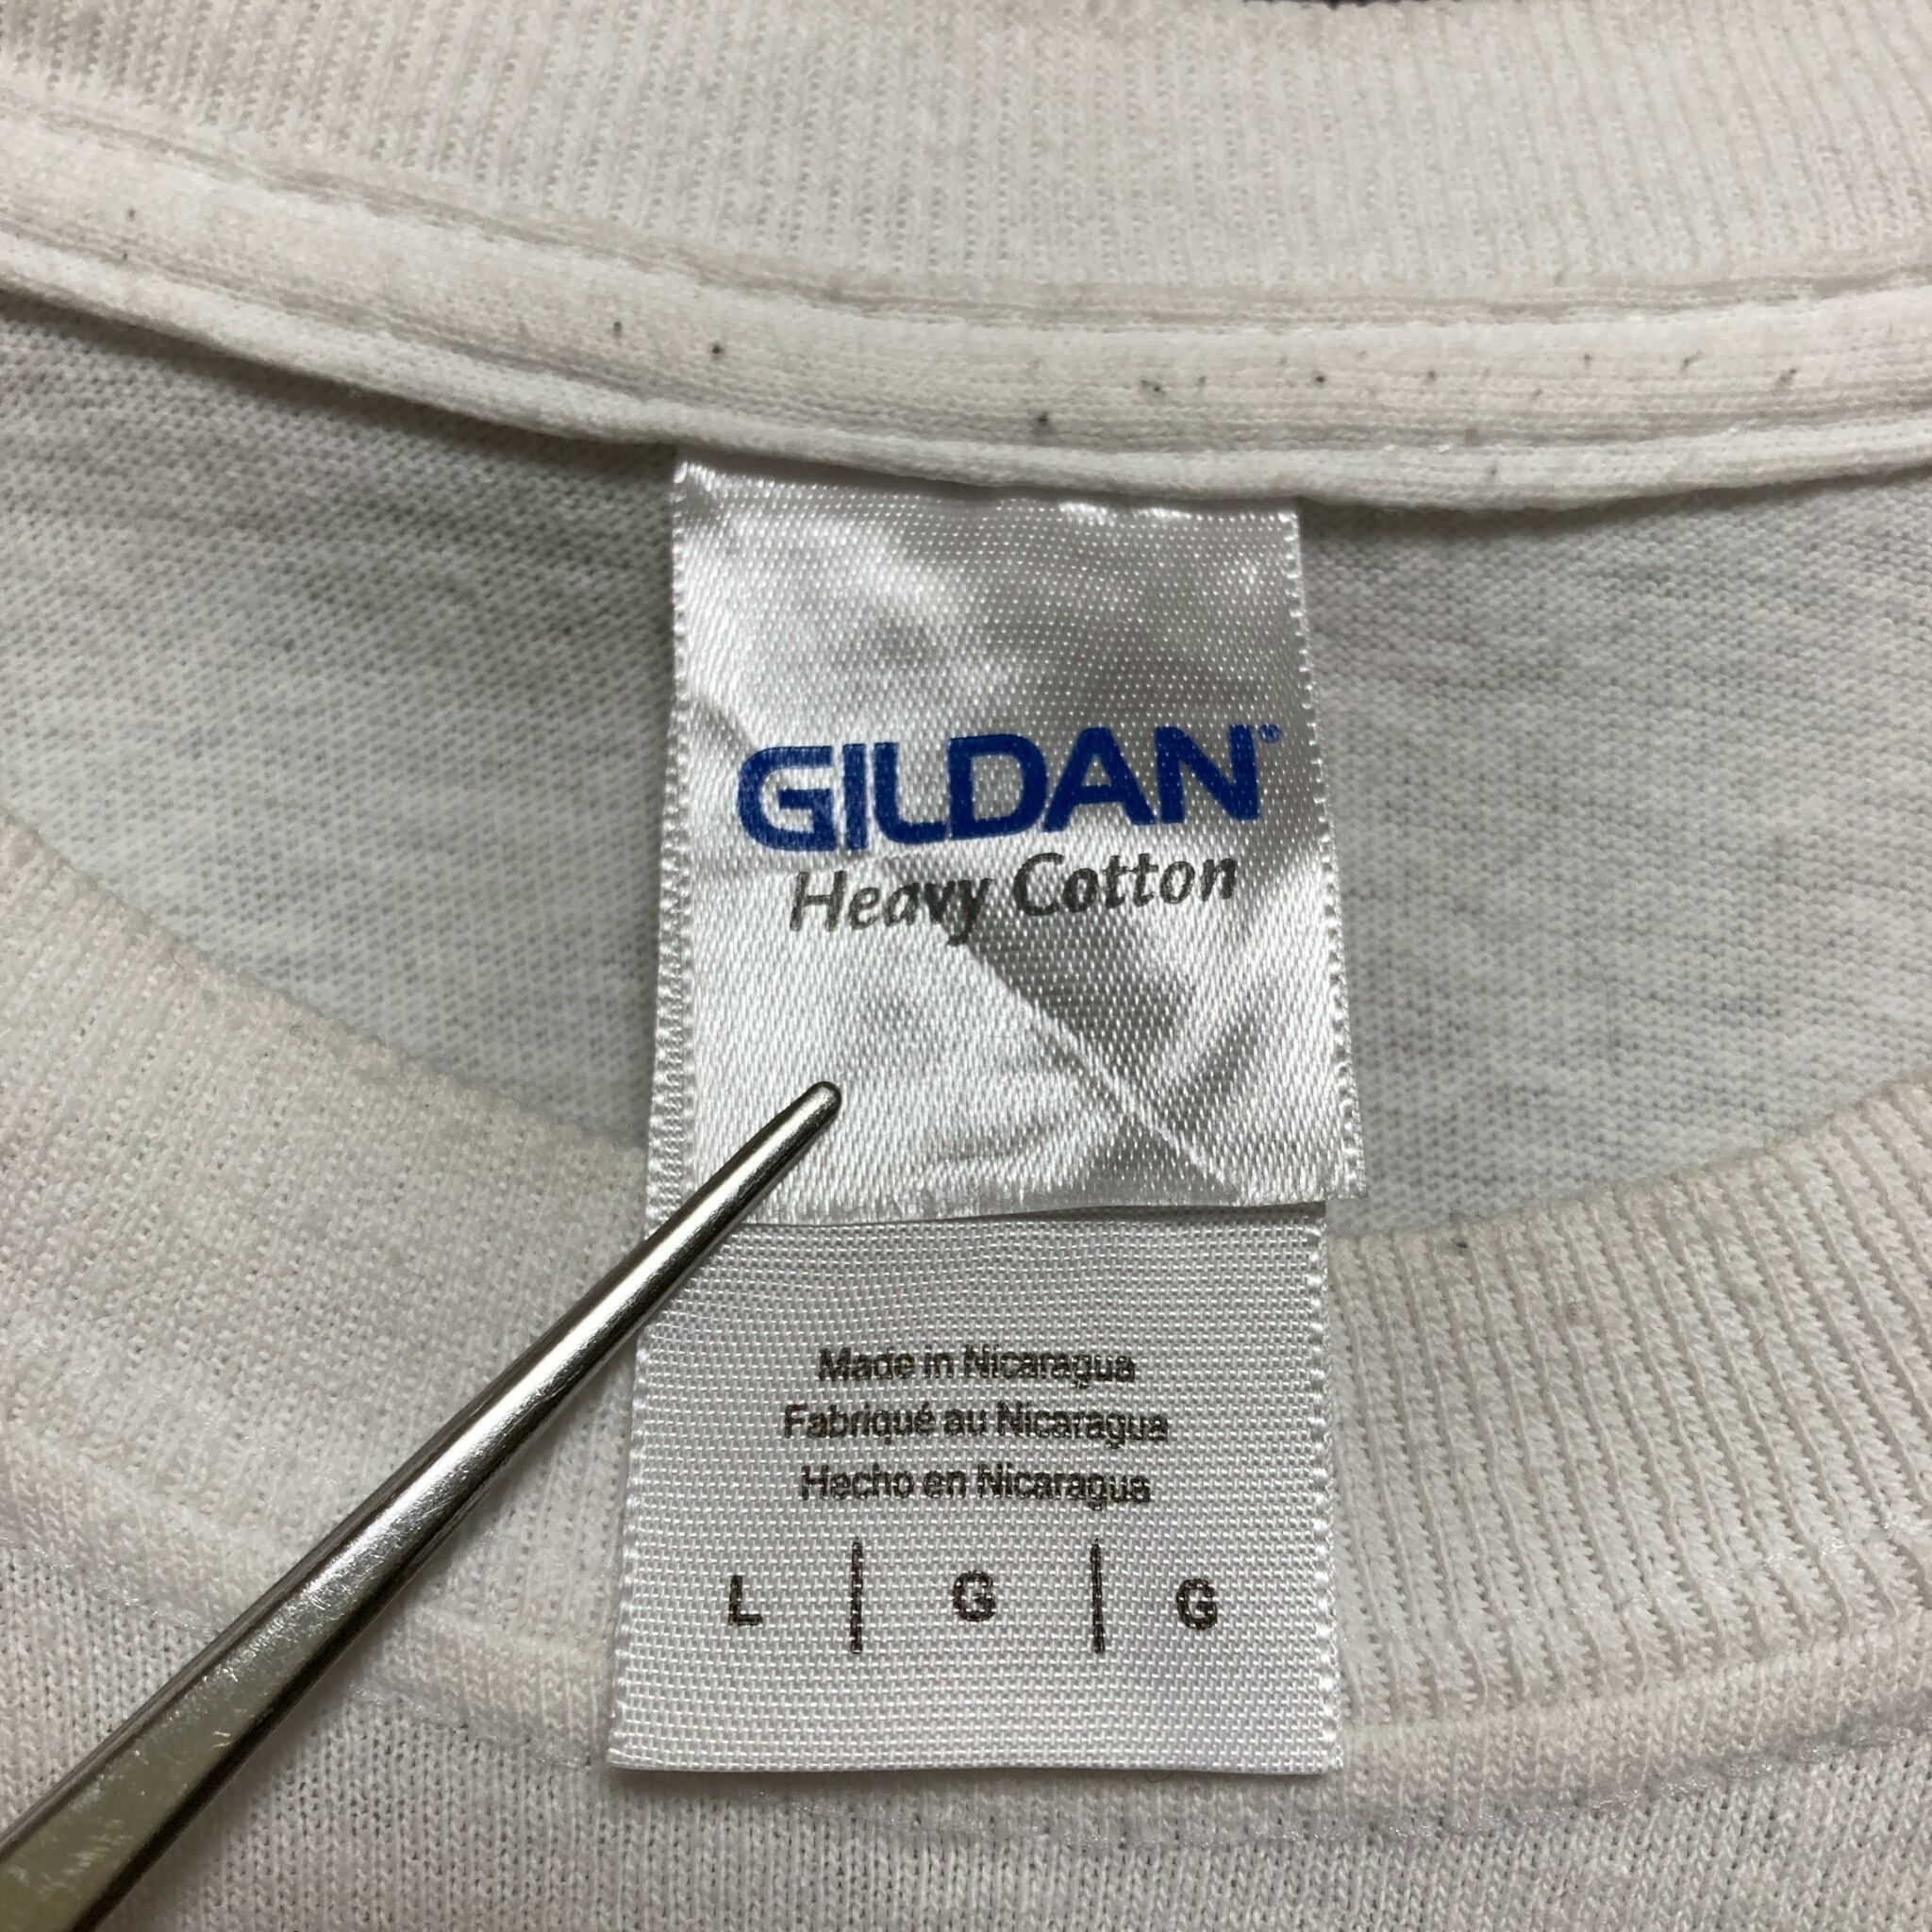 GILDAN®
Heavy Cotton
Made in Nicaragua
Fabriqué au Nicaragua
Hecho en Nicaragua
L | G | G